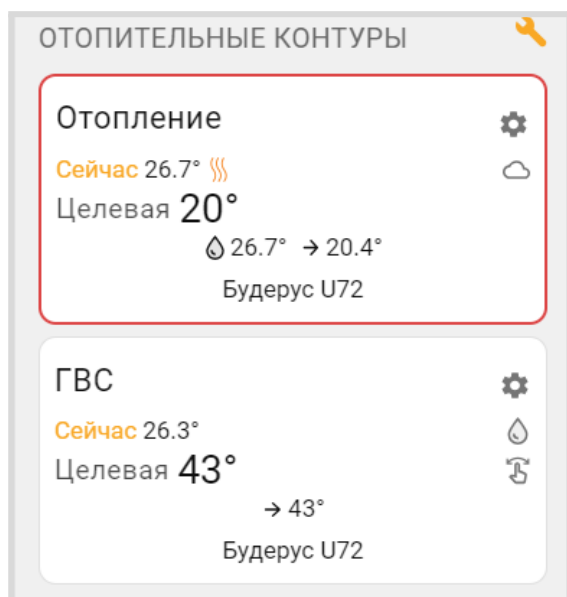 ОТОПИТЕЛЬНЫЕ КОНТУРЫ
Отопление
Сейчас 26.7°
Целевая 20°
26.7° → 20.4°
Будерус U72
ГВС
Сейчас 26.3°
Целевая 43°
→ 43°
Будерус U72